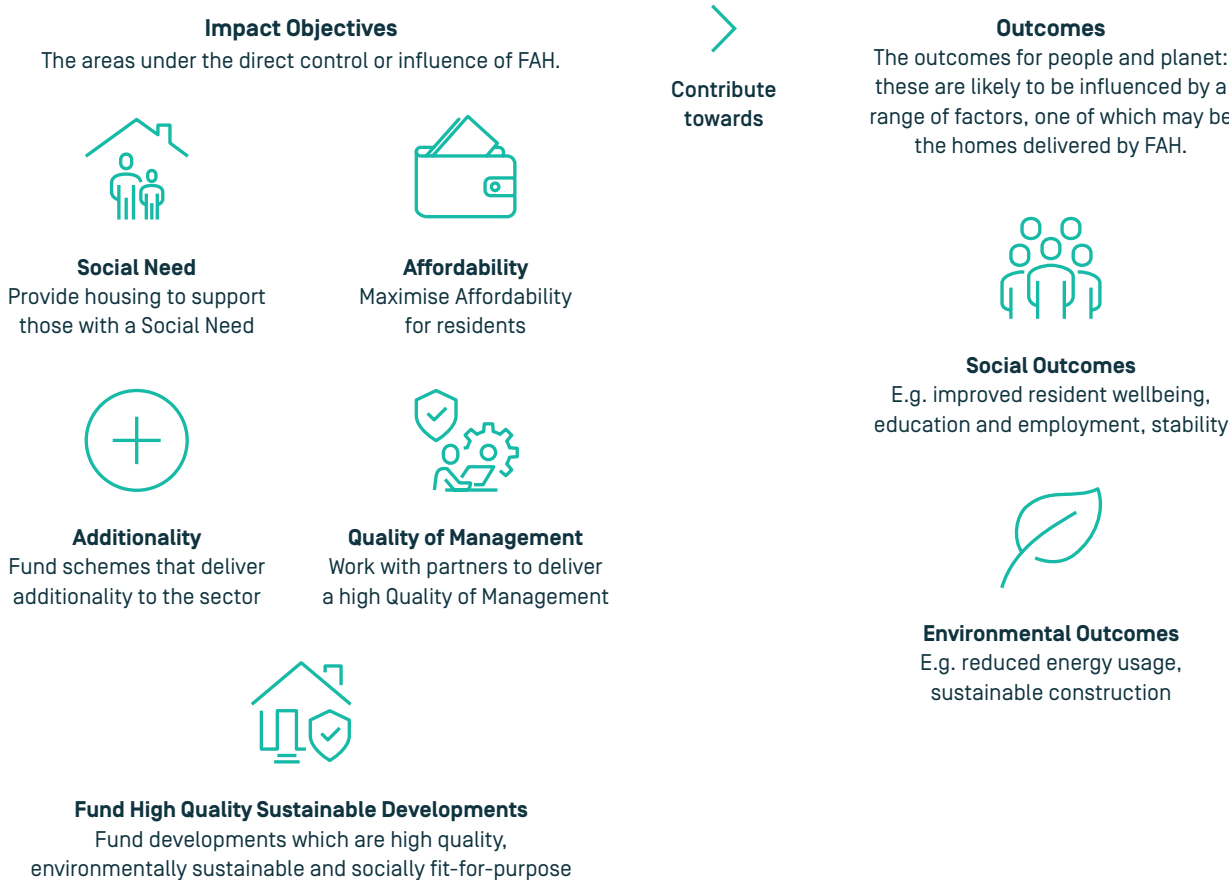 Impact Objectives
The areas under the direct control or influence of FAH.
Social Need
Provide housing to support
those with a Social Need
Affordability
Maximise Affordability
for residents
Additionality
Fund schemes that deliver
additionality to the sector
Quality of Management
Work with partners to deliver
a high Quality of Management
Fund High Quality Sustainable Developments
Fund developments which are high quality,
environmentally sustainable and socially fit-for-purpose
Contribute
towards
Outcomes
The outcomes for people and planet:
these are likely to be influenced by a
range of factors, one of which may be
the homes delivered by FAH.
Social Outcomes
E.g. improved resident wellbeing,
education and employment, stability
Environmental Outcomes
E.g. reduced energy usage,
sustainable construction